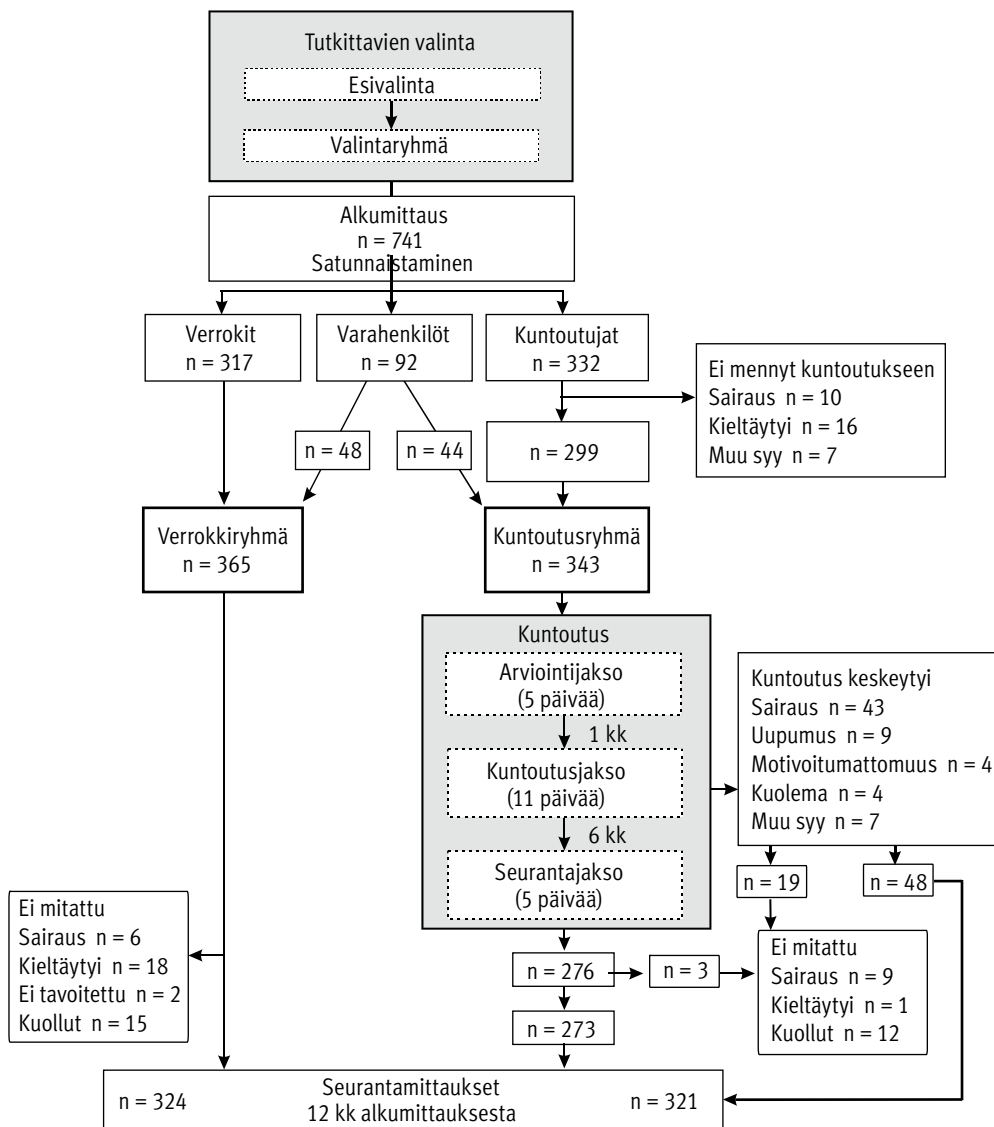 Tutkittavien valinta
Esivalinta
Valintaryhmä
Alkumittaus
n = 741
Satunnaistaminen
Verrokit
n = 317
Varahenkilöt
n = 92
Kuntoutujat
n = 332
Ei mennyt kuntoutukseen
Sairaus n = 10
Kieltäytyi n = 16
Muu syy n = 7
n = 48
n = 44
n = 299
Verrokkiryhmä
n = 365
Kuntoutusryhmä
n = 343
Kuntoutus
Arviointijakso
(5 päivää)
1 kk
Kuntoutusjakso
(11 päivää)
6 kk
Seurantajakso
(5 päivää)
Kuntoutus keskeytyi
Sairaus n = 43
Uupumus n = 9
Motivoitumattomuus n = 4
Kuolema n = 4
Muu syy n = 7
n = 19
n = 48
Ei mitattu
Sairaus n = 6
Kieltäytyi n = 18
Ei tavoitettu n = 2
Kuollut n = 15
n = 276
n = 3
Ei mitattu
Sairaus n = 9
Kieltäytyi n = 1
Kuollut n = 12
n = 273
n = 324
Seurantamittaukset
12 kk alkumittauksesta
n = 321